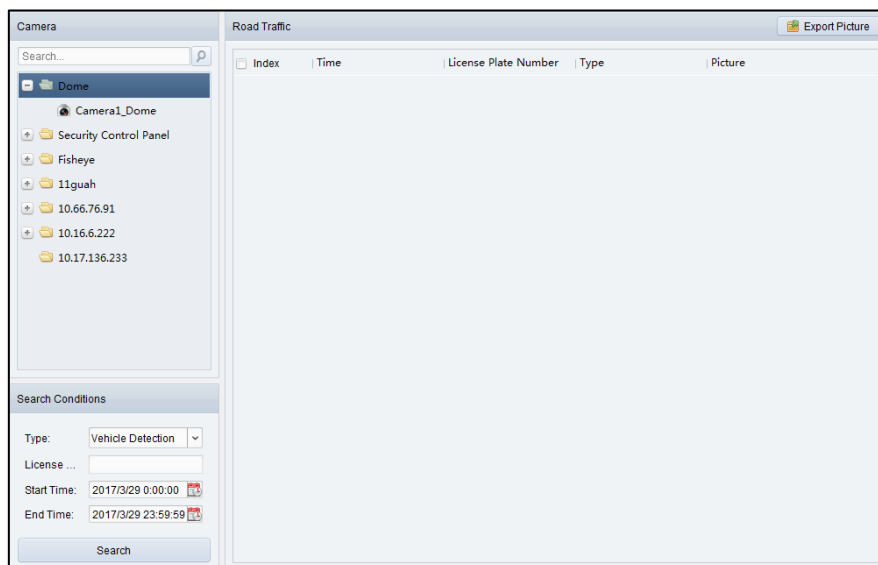 Camera
Search...
Dome
Camera1_Dome
Security Control Panel
Fisheye
11guah
10.66.76.91
10.16.6.222
10.17.136.233
Search Conditions
Type: Vehicle Detection
License ...
Start Time: 2017/3/29 0:00:00
End Time: 2017/3/29 23:59:59
Search
Road Traffic Export Picture
Index Time License Plate Number Type Picture